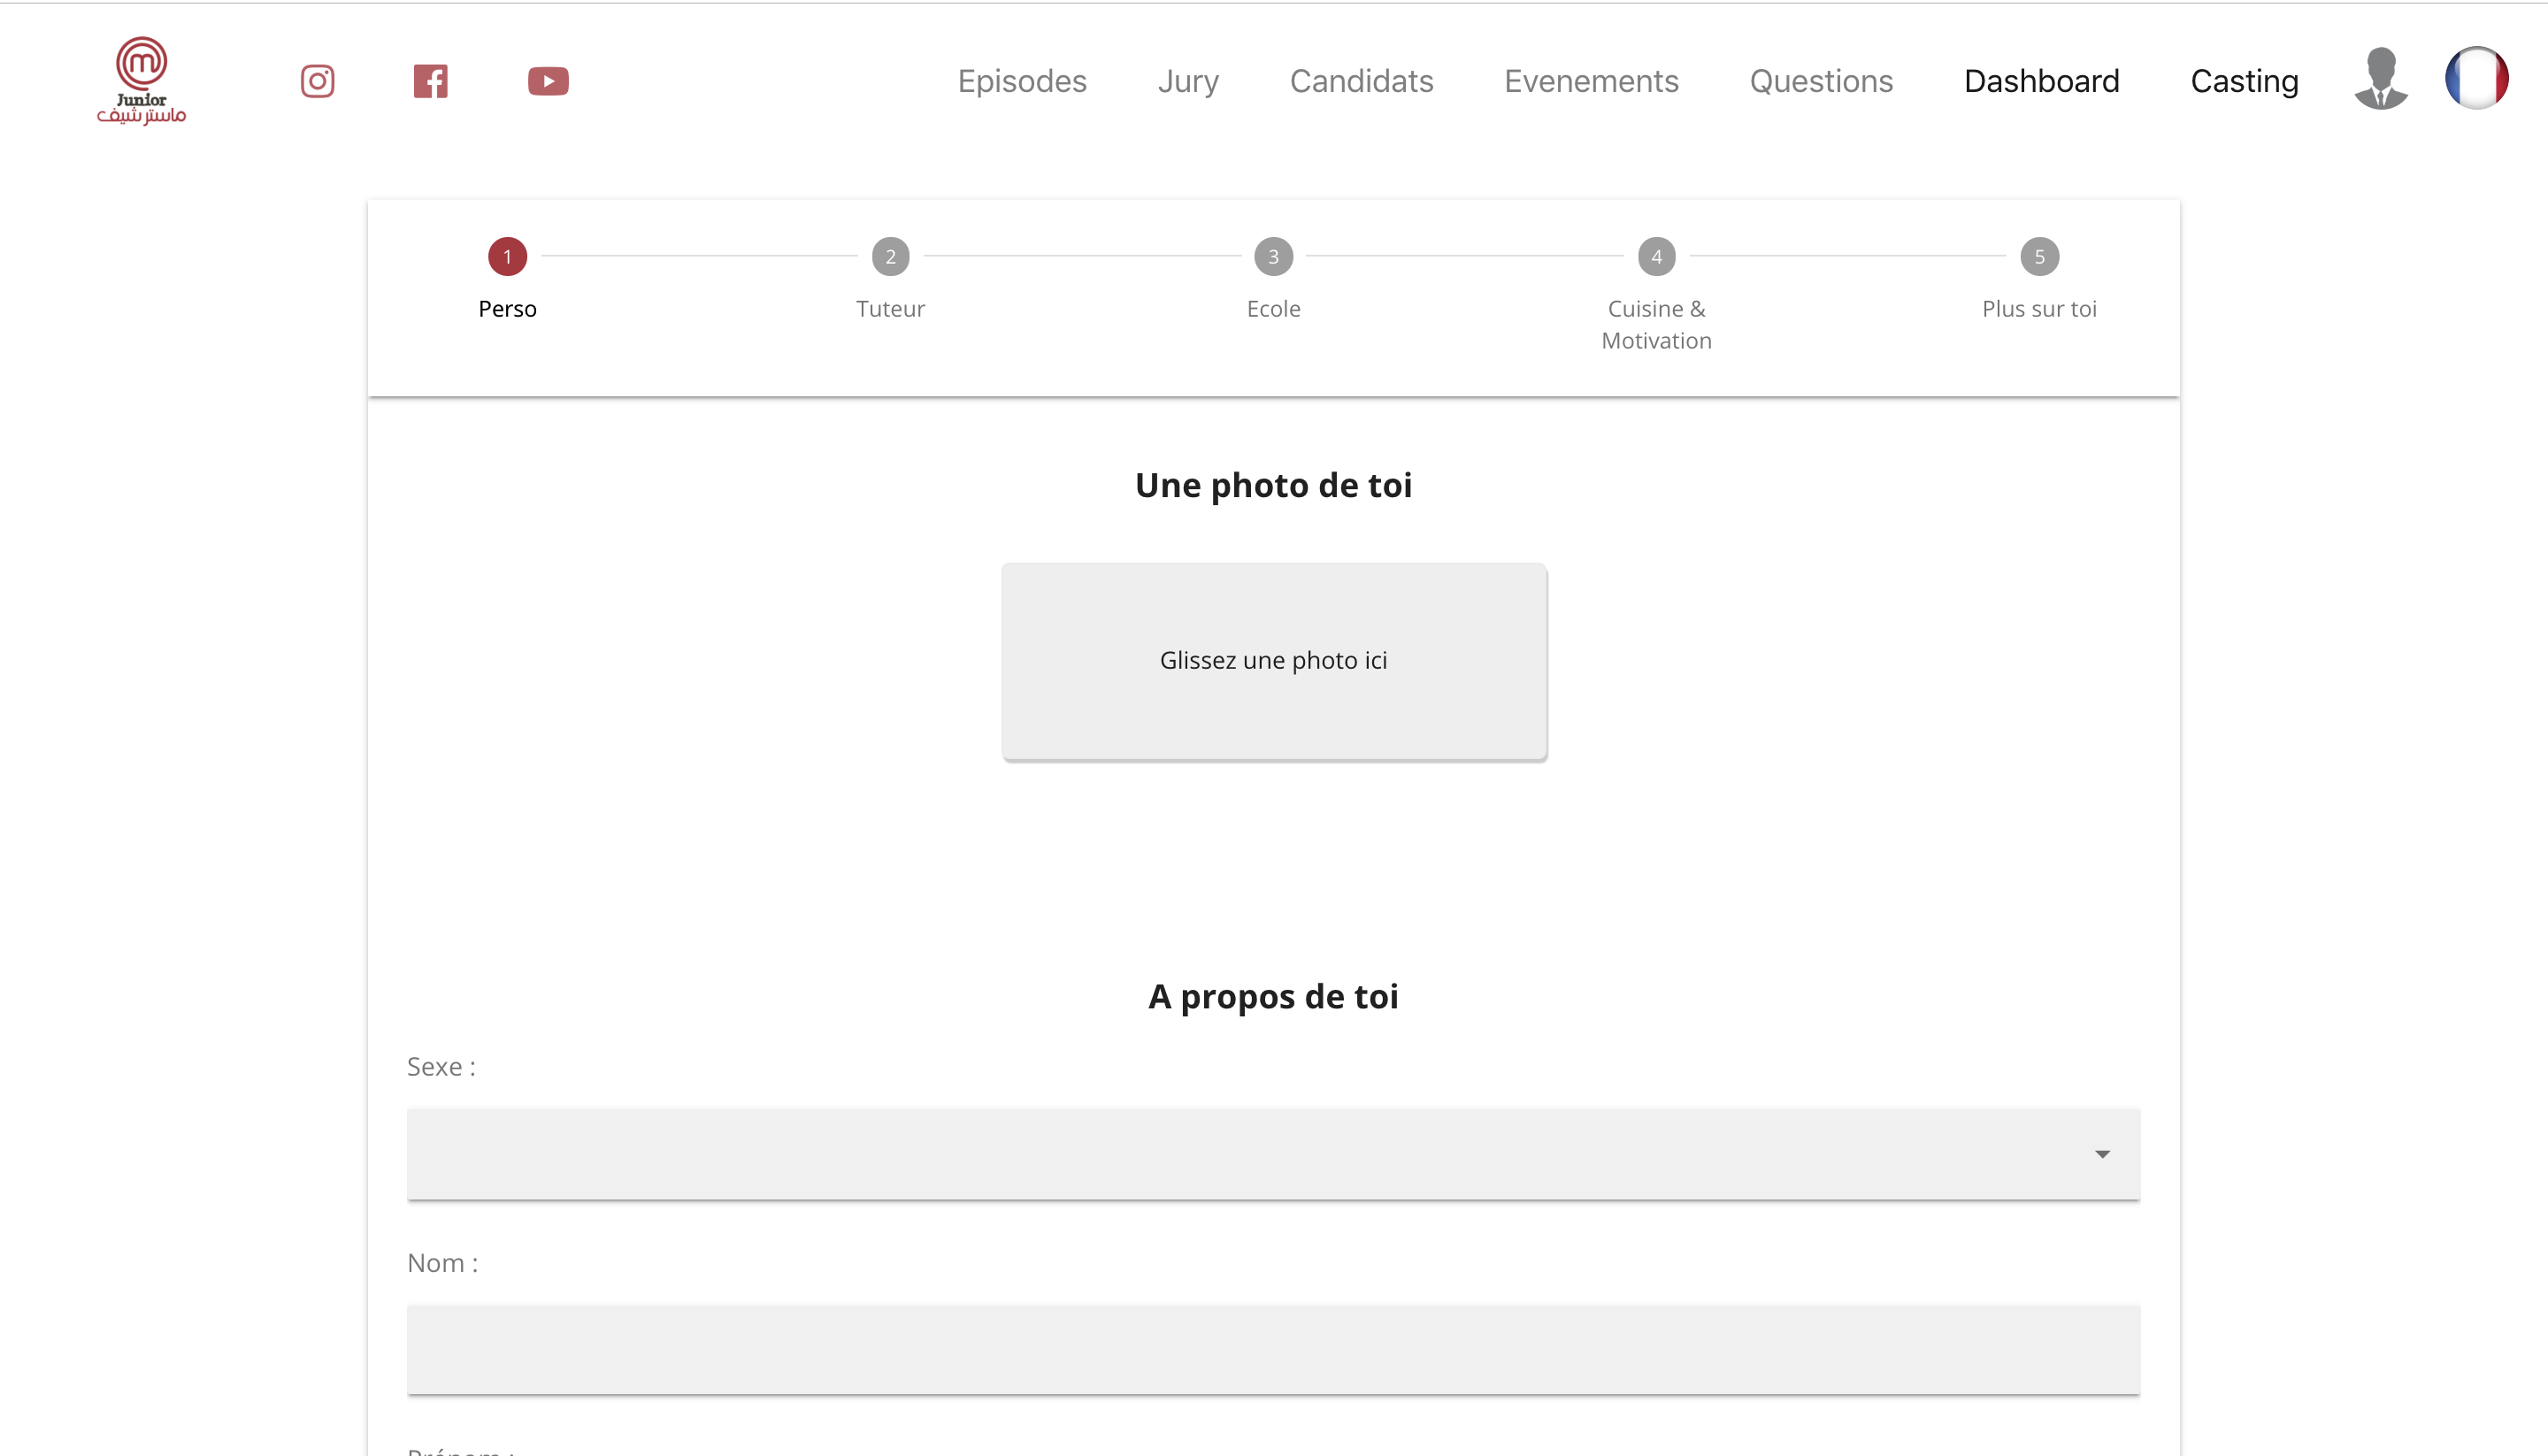 Junior
ماستر شيف
Episodes
Jury
Candidats
Evenements
Questions
Dashboard
Casting
1
2
3
4
5
Perso
Tuteur
Ecole
Cuisine &
Motivation
Plus sur toi
Une photo de toi
Glissez une photo ici
A propos de toi
Sexe :
Nom :
Prénom :